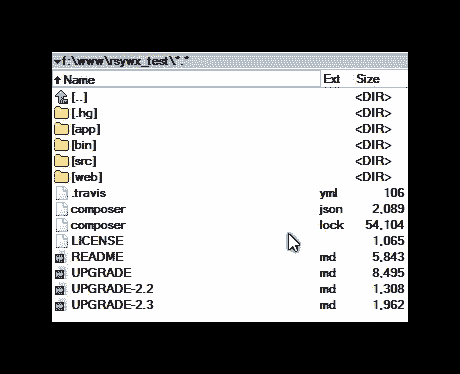 f:\www\rsywx_test\*.*
Name Ext Size
[..] <DIR>
[.hg] <DIR>
[app] <DIR>
[bin] <DIR>
[src] <DIR>
[web] <DIR>
.travis yml 106
composer json 2,089
composer lock 54,104
LICENSE 1,065
README md 5,843
UPGRADE md 8,495
UPGRADE-2.2 md 1,308
UPGRADE-2.3 md 1,962